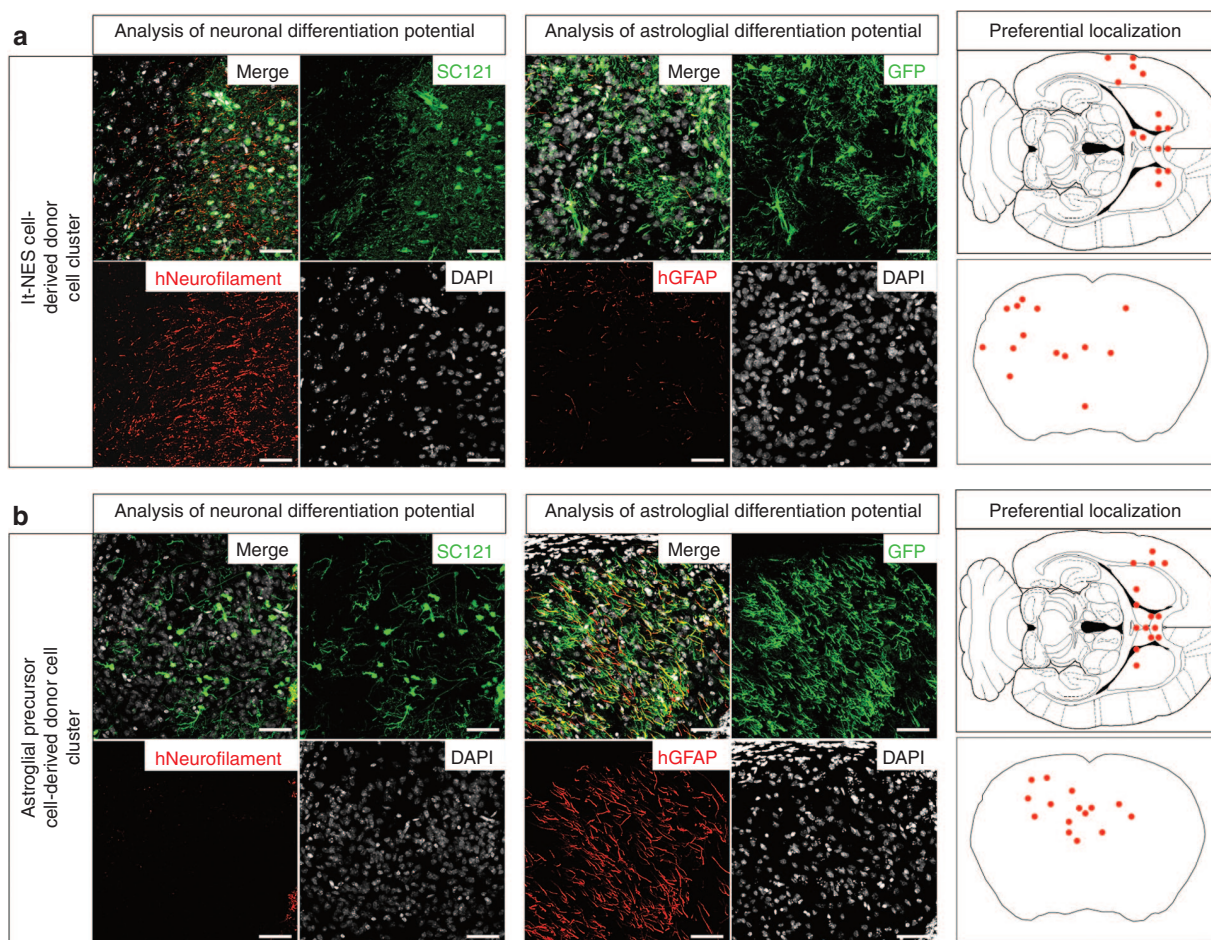 a
Analysis of neuronal differentiation potential
Analysis of astrologlial differentiation potential
Preferential localization
lt-NES cell-
derived donor
cell cluster
Merge
SC121
Merge
GFP
hNeurofilament
DAPI
hGFAP
DAPI
b
Analysis of neuronal differentiation potential
Analysis of astrologlial differentiation potential
Preferential localization
Astroglial precursor
cell-derived donor cell
cluster
Merge
SC121
Merge
GFP
hNeurofilament
DAPI
hGFAP
DAPI